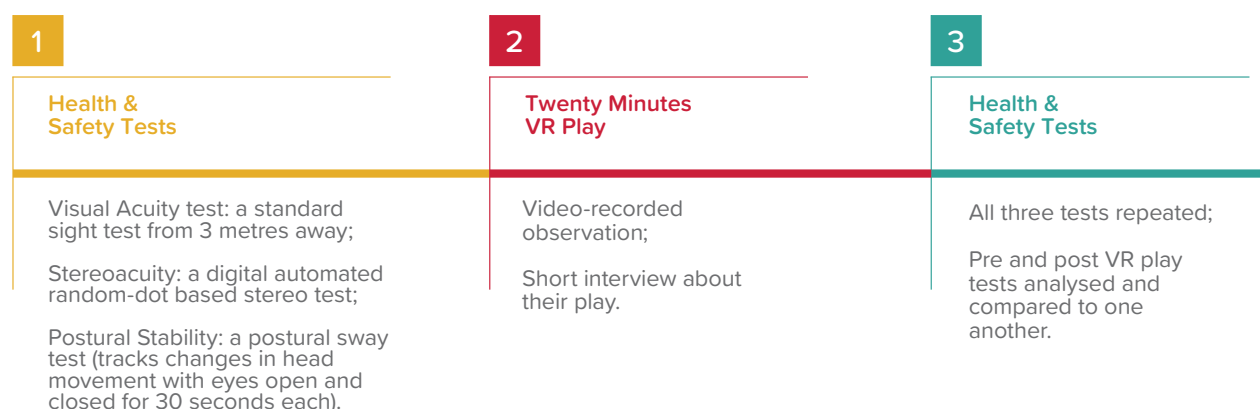 1
Health &
Safety Tests
Visual Acuity test: a standard
sight test from 3 metres away;
Stereoacuity: a digital automated
random-dot based stereo test;
Postural Stability: a postural sway
test (tracks changes in head
movement with eyes open and
closed for 30 seconds each).
2
Twenty Minutes
VR Play
Video-recorded
observation;
Short interview about
their play.
3
Health &
Safety Tests
All three tests repeated;
Pre and post VR play
tests analysed and
compared to one
another.